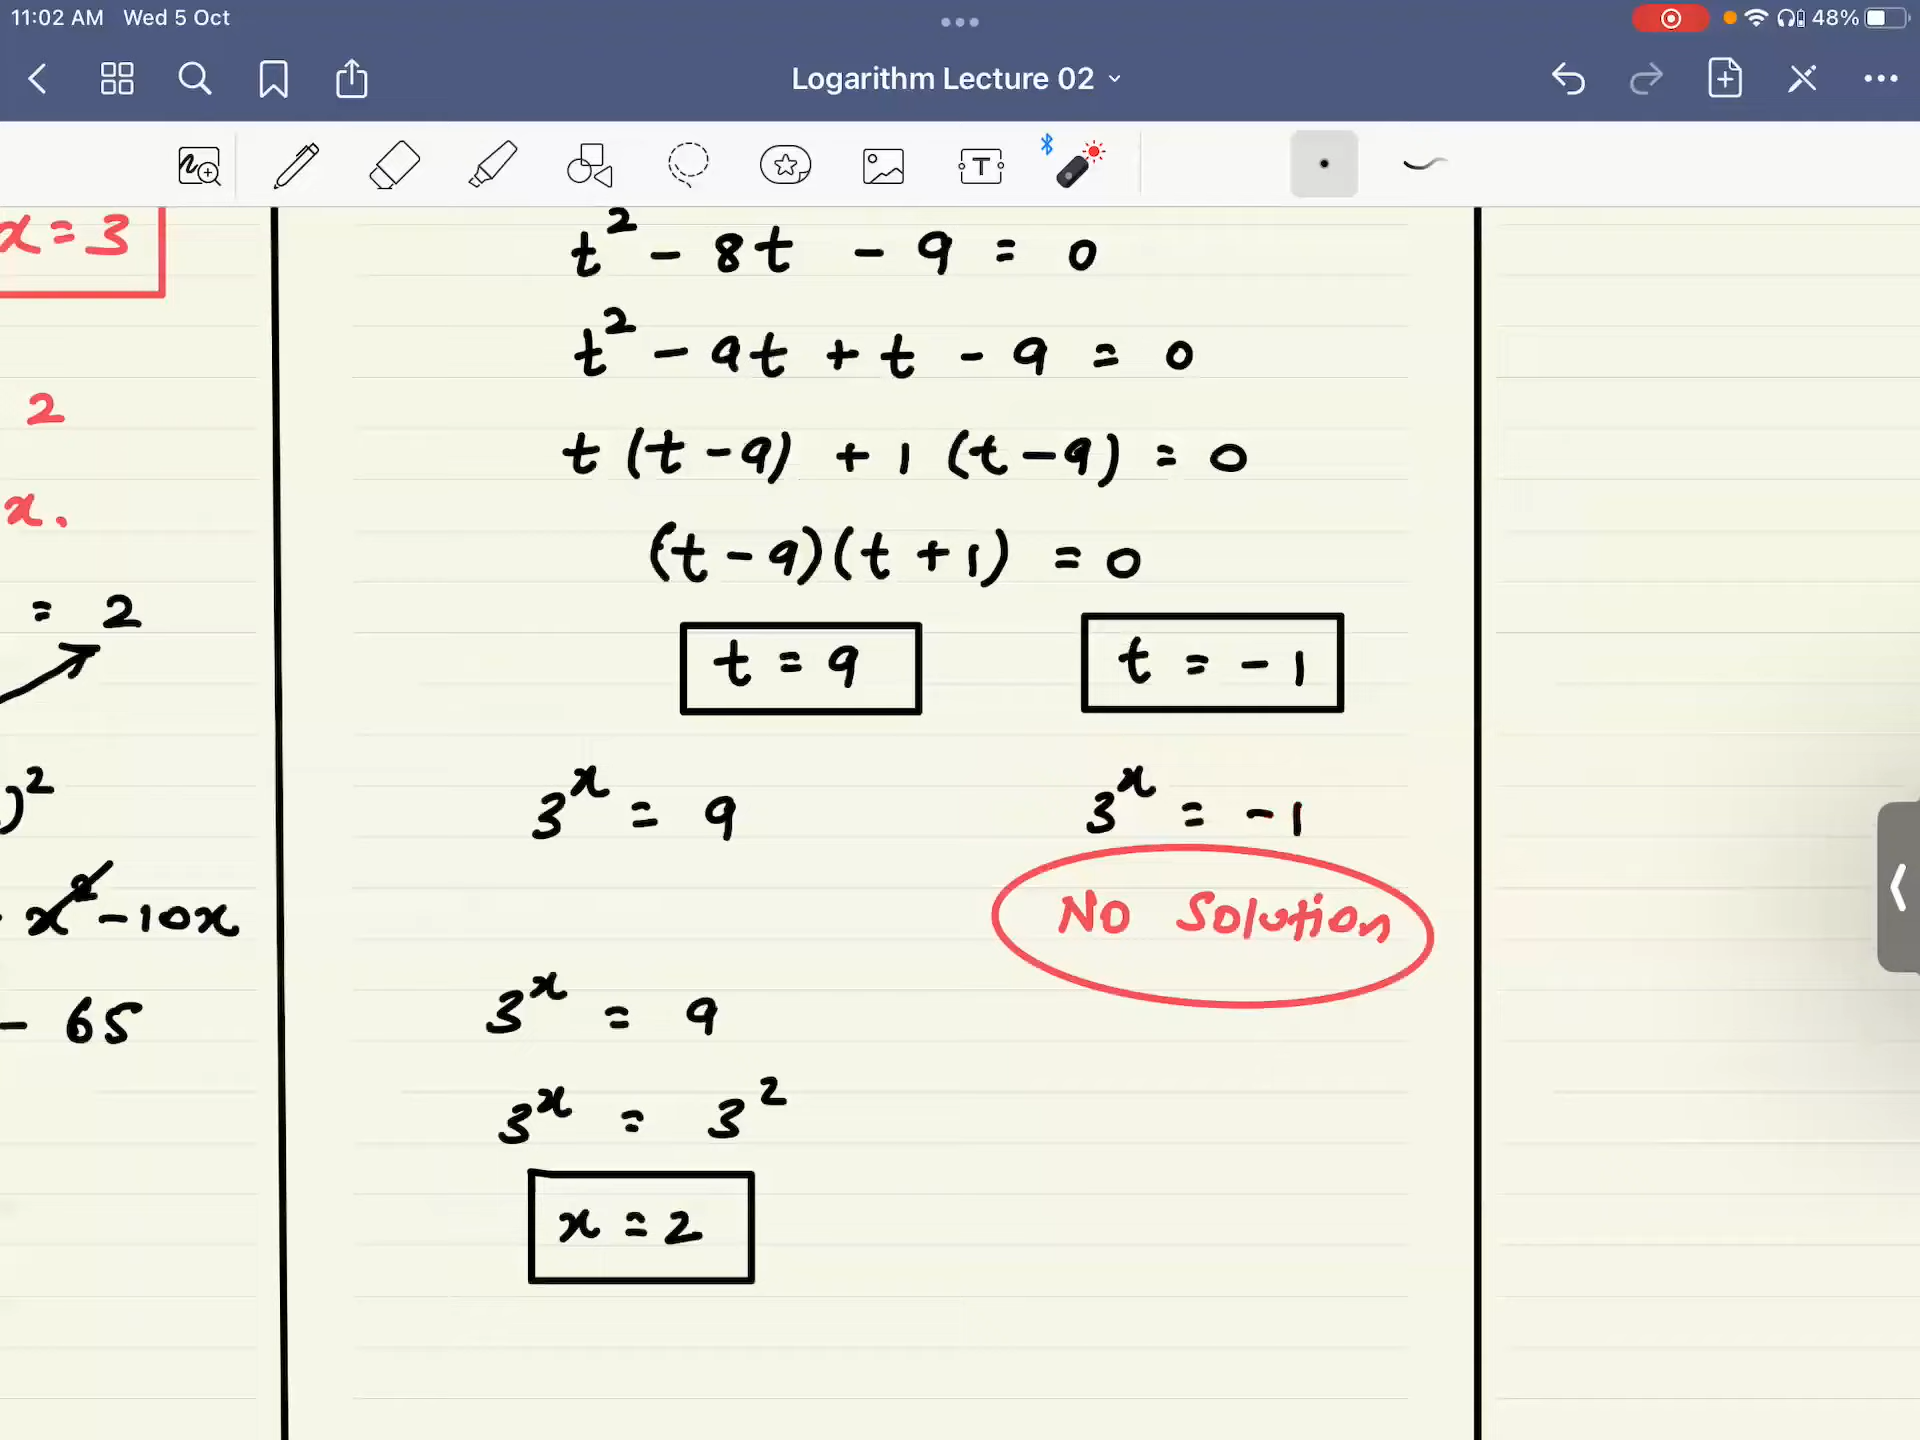 11:02 AM Wed 5 Oct
48%
Logarithm Lecture 02
T
x = 3
2
x.
= 2
)²
x² - 10x
- 65
t² - 8t - 9 = 0
t² - 9t + t - 9 = 0
t (t - 9) + 1 (t - 9) = 0
(t - 9)(t + 1) = 0
t = 9 t = -1
3ˣ = 9 3ˣ = -1
No Solution
3ˣ = 9
3ˣ = 3²
x = 2